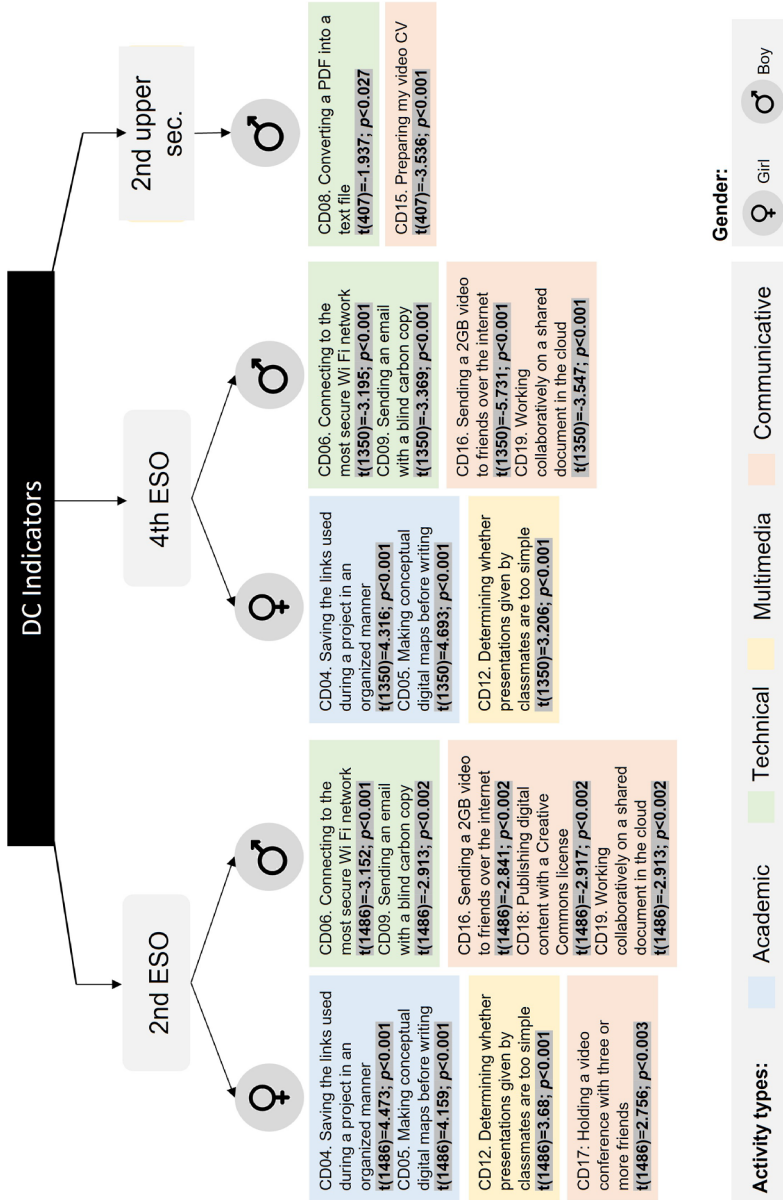 DC Indicators
2nd ESO
4th ESO
2nd upper
sec.
CD04. Saving the links used
during a project in an
organized manner
t(1486)=4.473; p<0.001
CD05. Making conceptual
digital maps before writing
t(1486)=4.159; p<0.001
CD12. Determining whether
presentations given by
classmates are too simple
t(1486)=3.68; p<0.001
CD17: Holding a video
conference with three or
more friends
t(1486)=2.756; p<0.003
CD06. Connecting to the
most secure Wi Fi network
t(1486)=-3.152; p<0.001
CD09. Sending an email
with a blind carbon copy
t(1486)=-2.913; p<0.002
CD16. Sending a 2GB video
to friends over the internet
t(1486)=-2.841; p<0.002
CD18: Publishing digital
content with a Creative
Commons license
t(1486)=-2.917; p<0.002
CD19. Working
collaboratively on a shared
document in the cloud
t(1486)=-2.913; p<0.002
CD04. Saving the links used
during a project in an
organized manner
t(1350)=4.316; p<0.001
CD05. Making conceptual
digital maps before writing
t(1350)=4.693; p<0.001
CD12. Determining whether
presentations given by
classmates are too simple
t(1350)=3.206; p<0.001
CD06. Connecting to the
most secure Wi Fi network
t(1350)=-3.195; p<0.001
CD09. Sending an email
with a blind carbon copy
t(1350)=-3.369; p<0.001
CD16. Sending a 2GB video
to friends over the internet
t(1350)=-5.731; p<0.001
CD19. Working
collaboratively on a shared
document in the cloud
t(1350)=-3.547; p<0.001
CD08. Converting a PDF into a
text file
t(407)=-1.937; p<0.027
CD15. Preparing my video CV
t(407)=-3.536; p<0.001
Activity types:
Academic
Technical
Multimedia
Communicative
Gender:
Girl
Boy